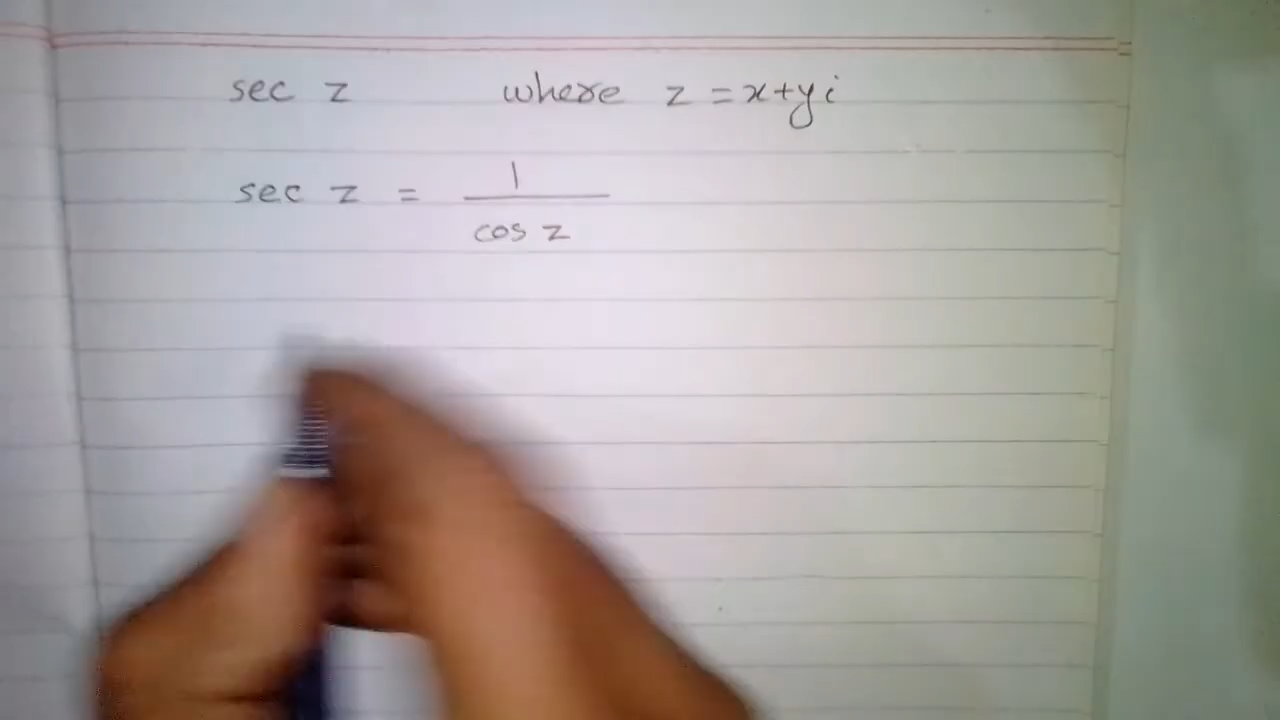 sec z where z = x+yi
sec z = 1 / cos z